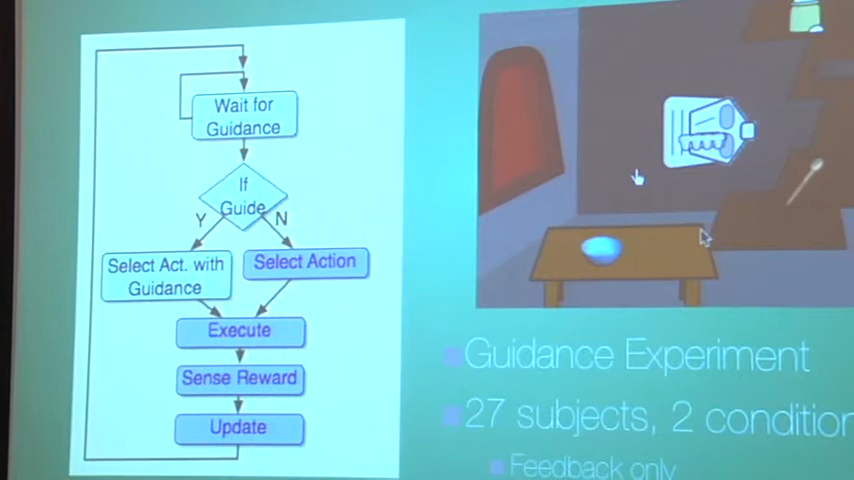 Wait for
Guidance
If
Guide
Y
N
Select Act. with
Guidance
Select Action
Execute
Sense Reward
Update
Guidance Experiment
27 subjects, 2 condition
Feedback only